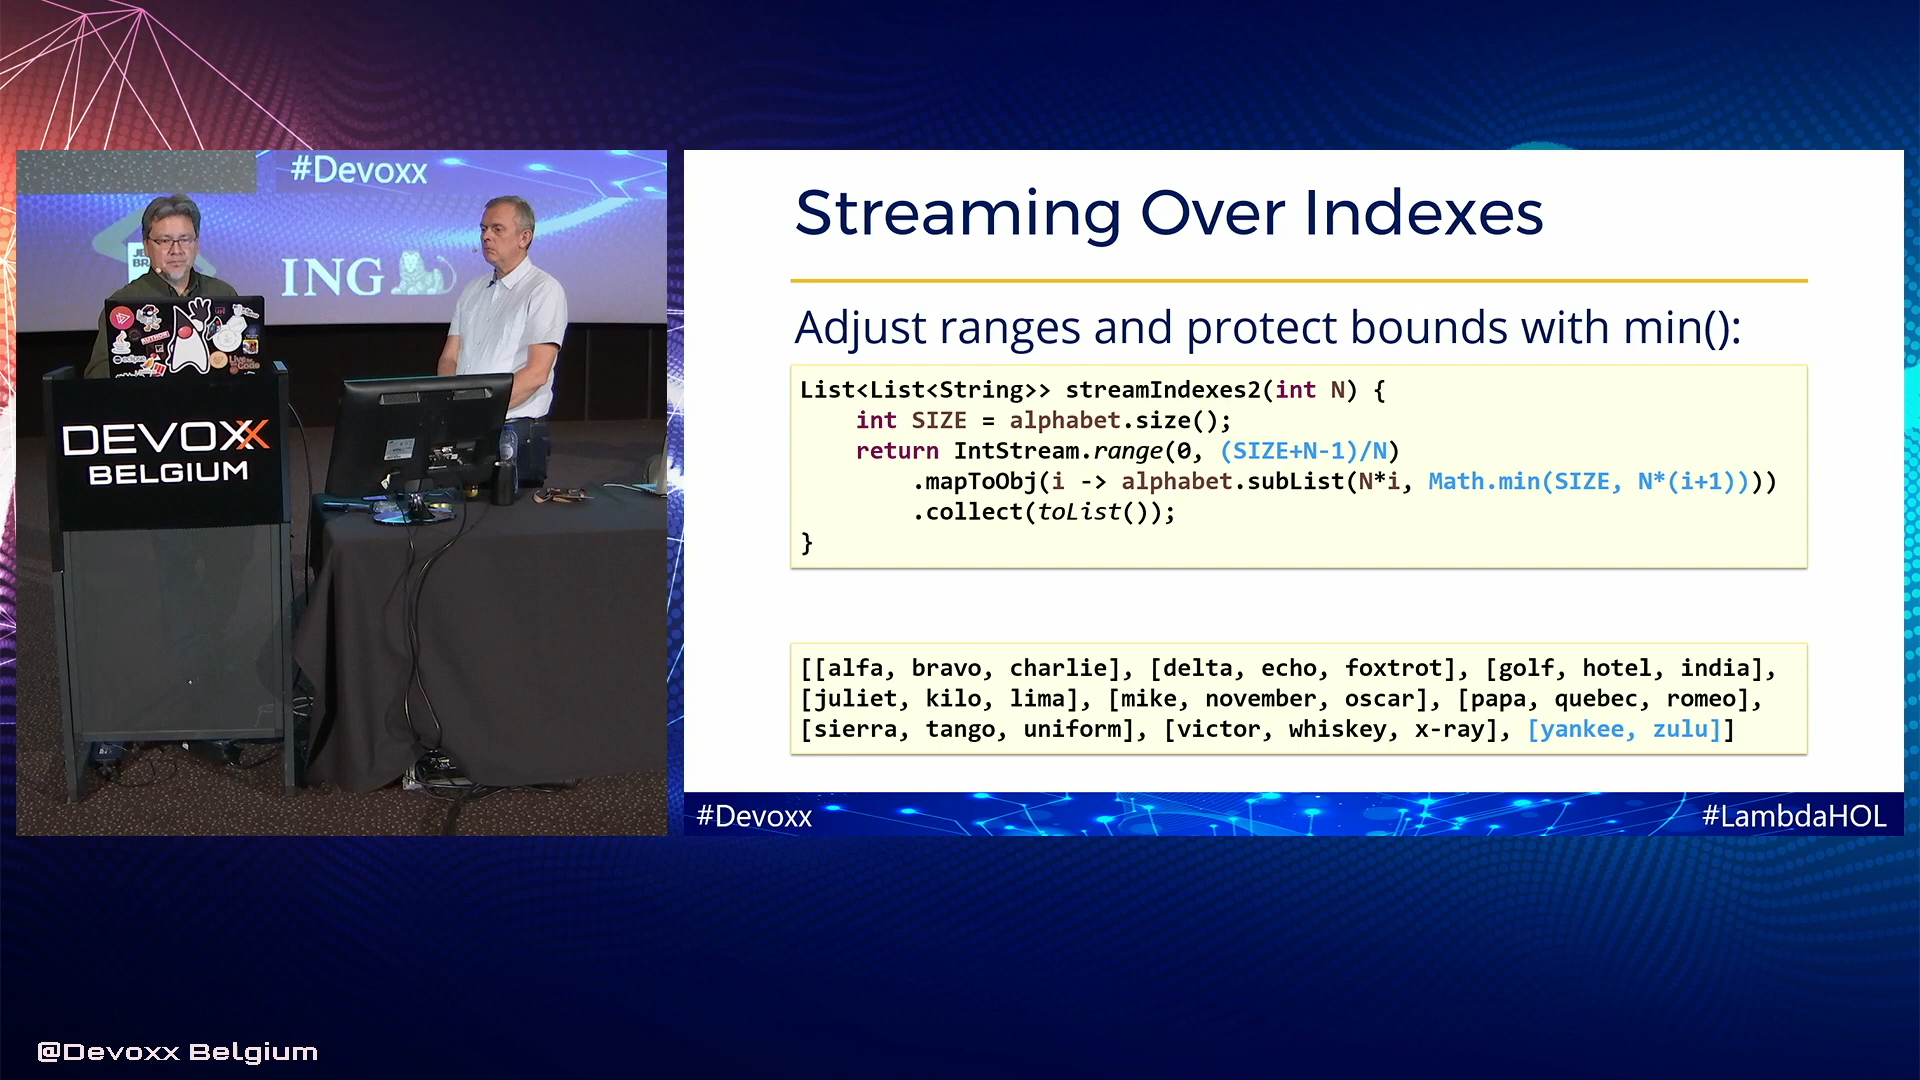 #Devoxx
ING
DEVOXX
BELGIUM
Streaming Over Indexes
Adjust ranges and protect bounds with min():
List<List<String>> streamIndexes2(int N) {
    int SIZE = alphabet.size();
    return IntStream.range(0, (SIZE+N-1)/N)
        .mapToObj(i -> alphabet.subList(N*i, Math.min(SIZE, N*(i+1))))
        .collect(toList());
}
[[alfa, bravo, charlie], [delta, echo, foxtrot], [golf, hotel, india],
[juliet, kilo, lima], [mike, november, oscar], [papa, quebec, romeo],
[sierra, tango, uniform], [victor, whiskey, x-ray], [yankee, zulu]]
#Devoxx
#LambdaHOL
@Devoxx Belgium